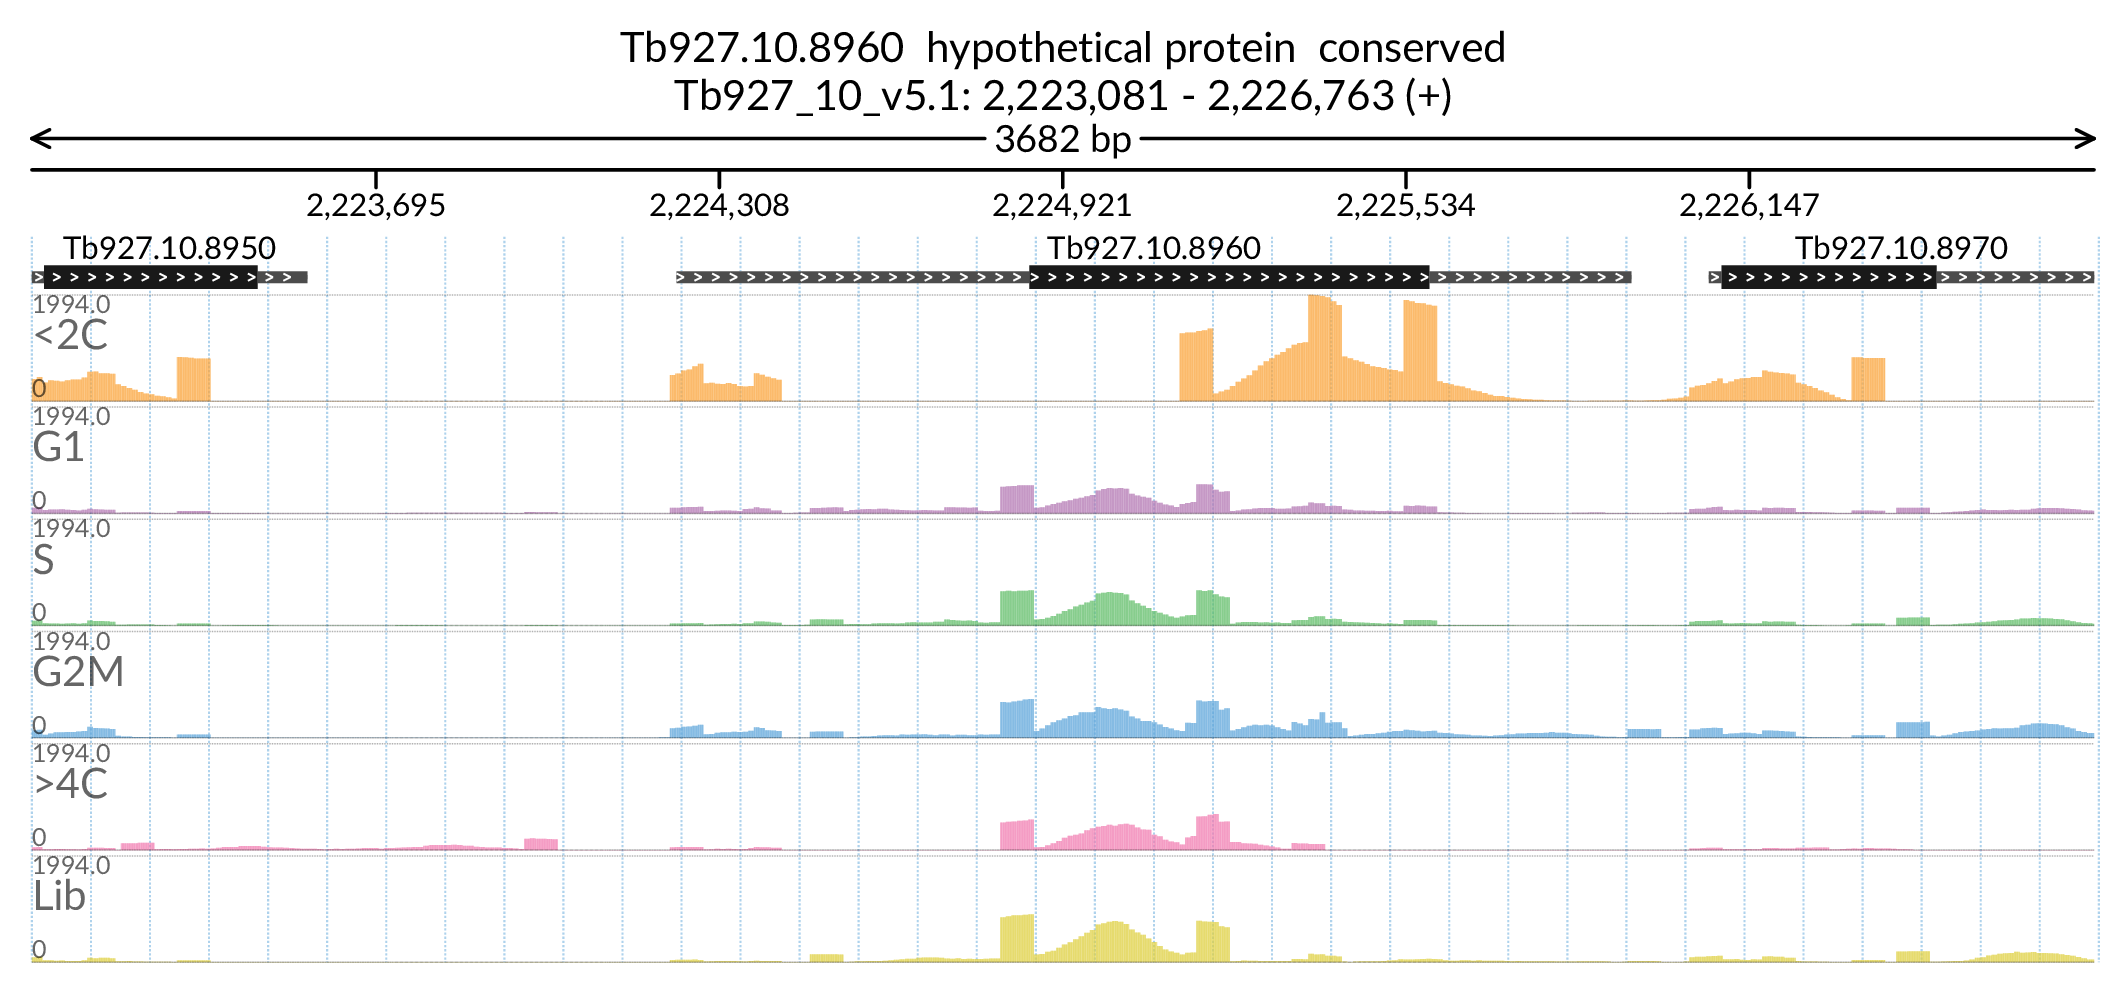 Tb927.10.8960 hypothetical protein conserved
Tb927_10_v5.1: 2,223,081 - 2,226,763 (+)
3682 bp
2,223,695 2,224,308 2,224,921 2,225,534 2,226,147
Tb927.10.8950 Tb927.10.8960 Tb927.10.8970
1994.0
<2C
0
1994.0
G1
0
1994.0
S
0
1994.0
G2M
0
1994.0
>4C
0
1994.0
Lib
0